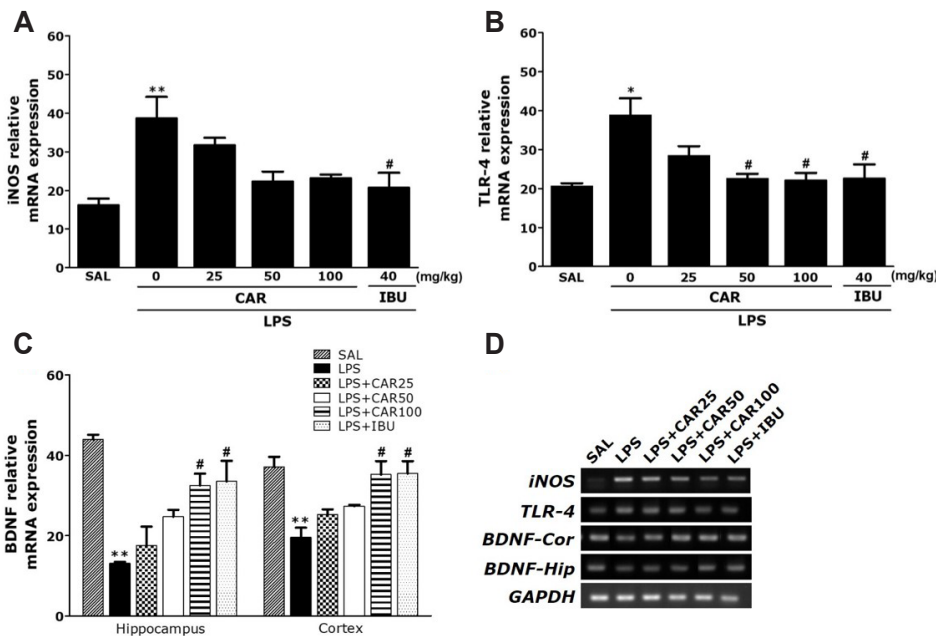 A
iNOS relative
mRNA expression
60
50
40
30
20
10
0
**
#
SAL
0
25
50
100
40
(mg/kg)
CAR
IBU
LPS
B
TLR-4 relative
mRNA expression
60
50
40
30
20
10
0
*
#
#
#
SAL
0
25
50
100
40
(mg/kg)
CAR
IBU
LPS
C
BDNF relative
mRNA expression
60
40
20
0
SAL
LPS
LPS+CAR25
LPS+CAR50
LPS+CAR100
LPS+IBU
**
#
#
**
#
#
Hippocampus
Cortex
D
SAL
LPS
LPS+CAR25
LPS+CAR50
LPS+CAR100
LPS+IBU
iNOS
TLR-4
BDNF-Cor
BDNF-Hip
GAPDH